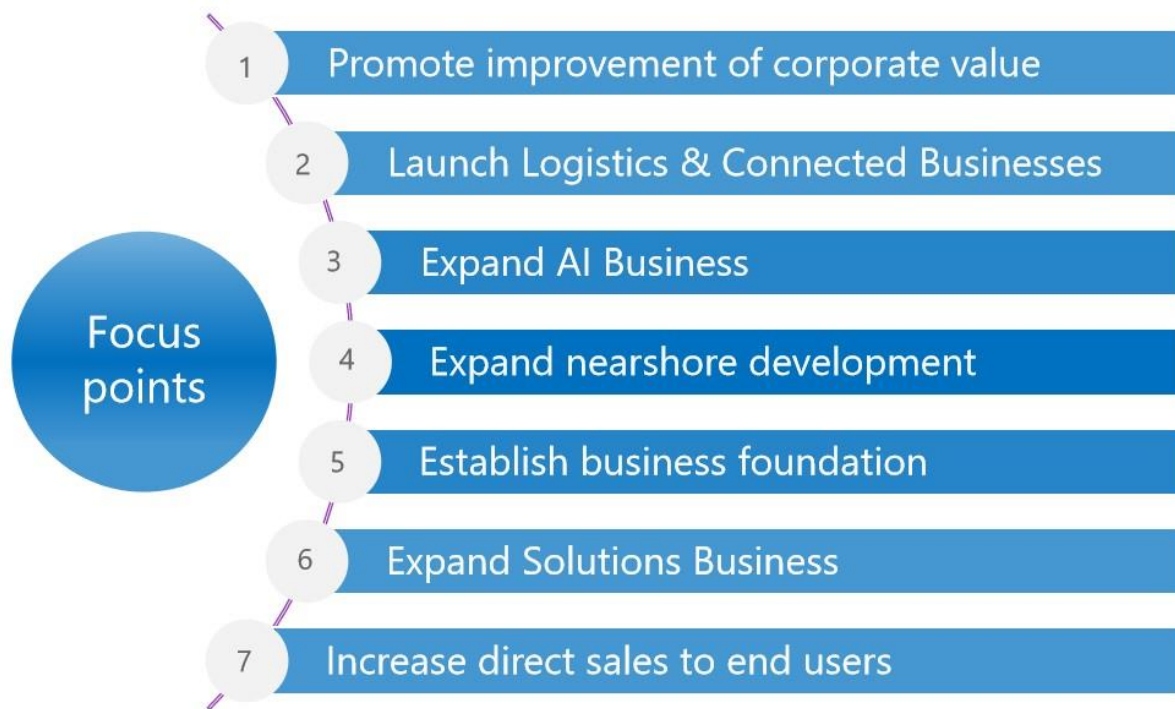 Focus
points
1
Promote improvement of corporate value
2
Launch Logistics & Connected Businesses
3
Expand AI Business
4
Expand nearshore development
5
Establish business foundation
6
Expand Solutions Business
7
Increase direct sales to end users